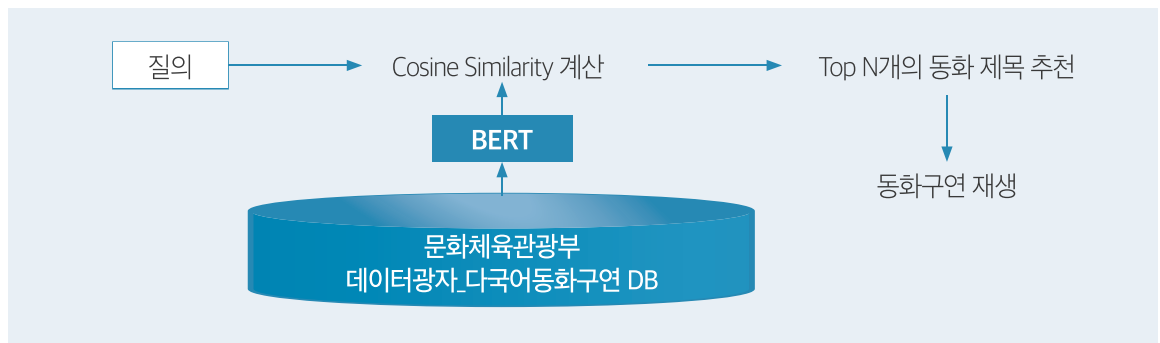 질의
Cosine Similarity 계산
Top N개의 동화 제목 추천
BERT
동화구연 재생
문화체육관광부
데이터광자_다국어동화구연 DB